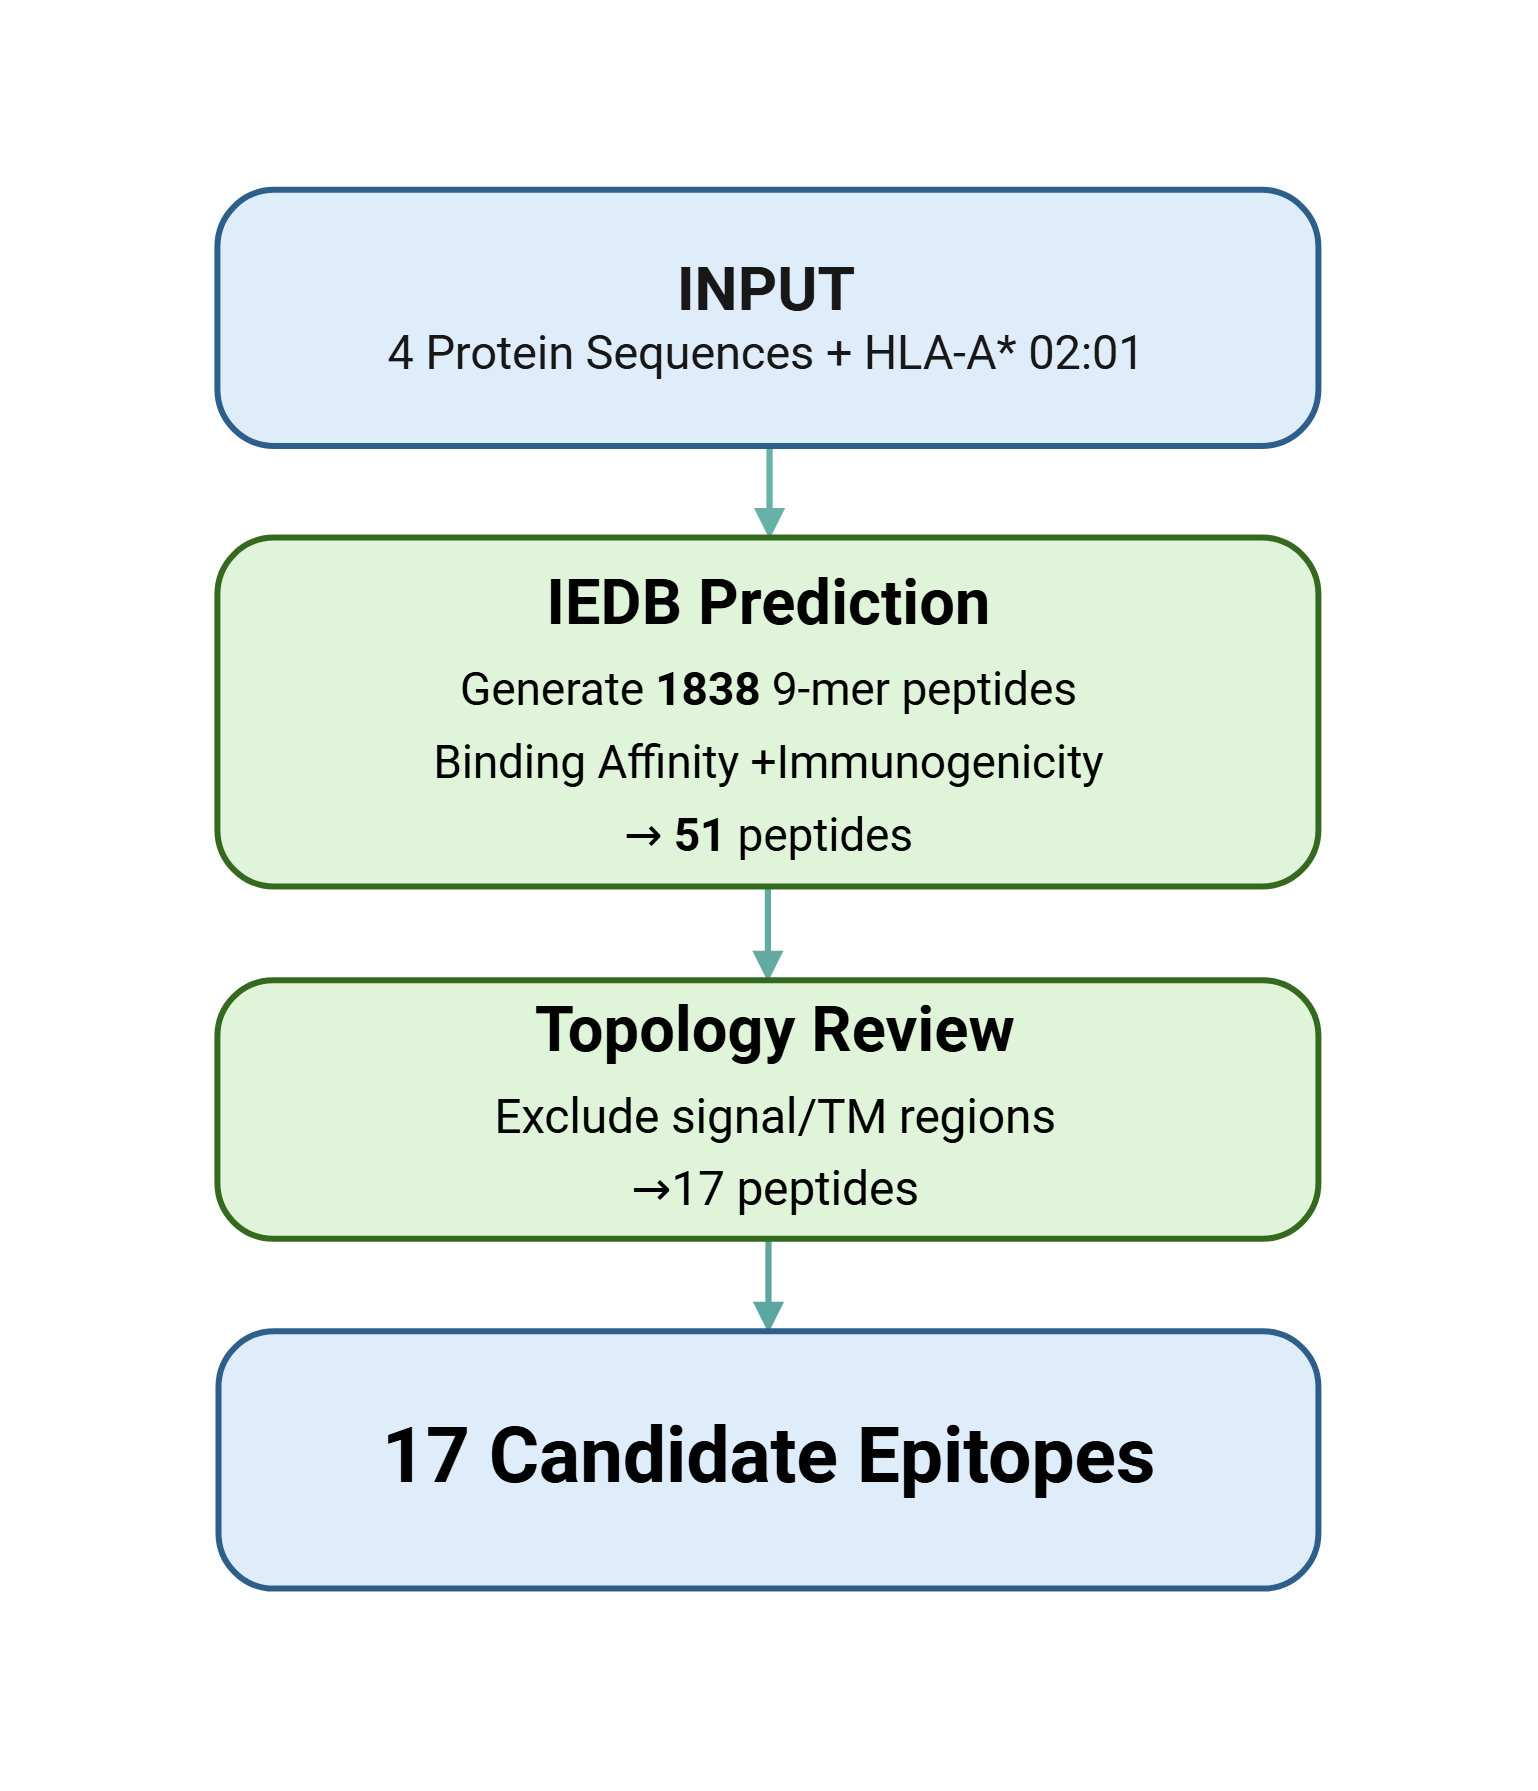 INPUT
4 Protein Sequences + HLA-A* 02:01
IEDB Prediction
Generate 1838 9-mer peptides
Binding Affinity +Immunogenicity
→ 51 peptides
Topology Review
Exclude signal/TM regions
→17 peptides
17 Candidate Epitopes